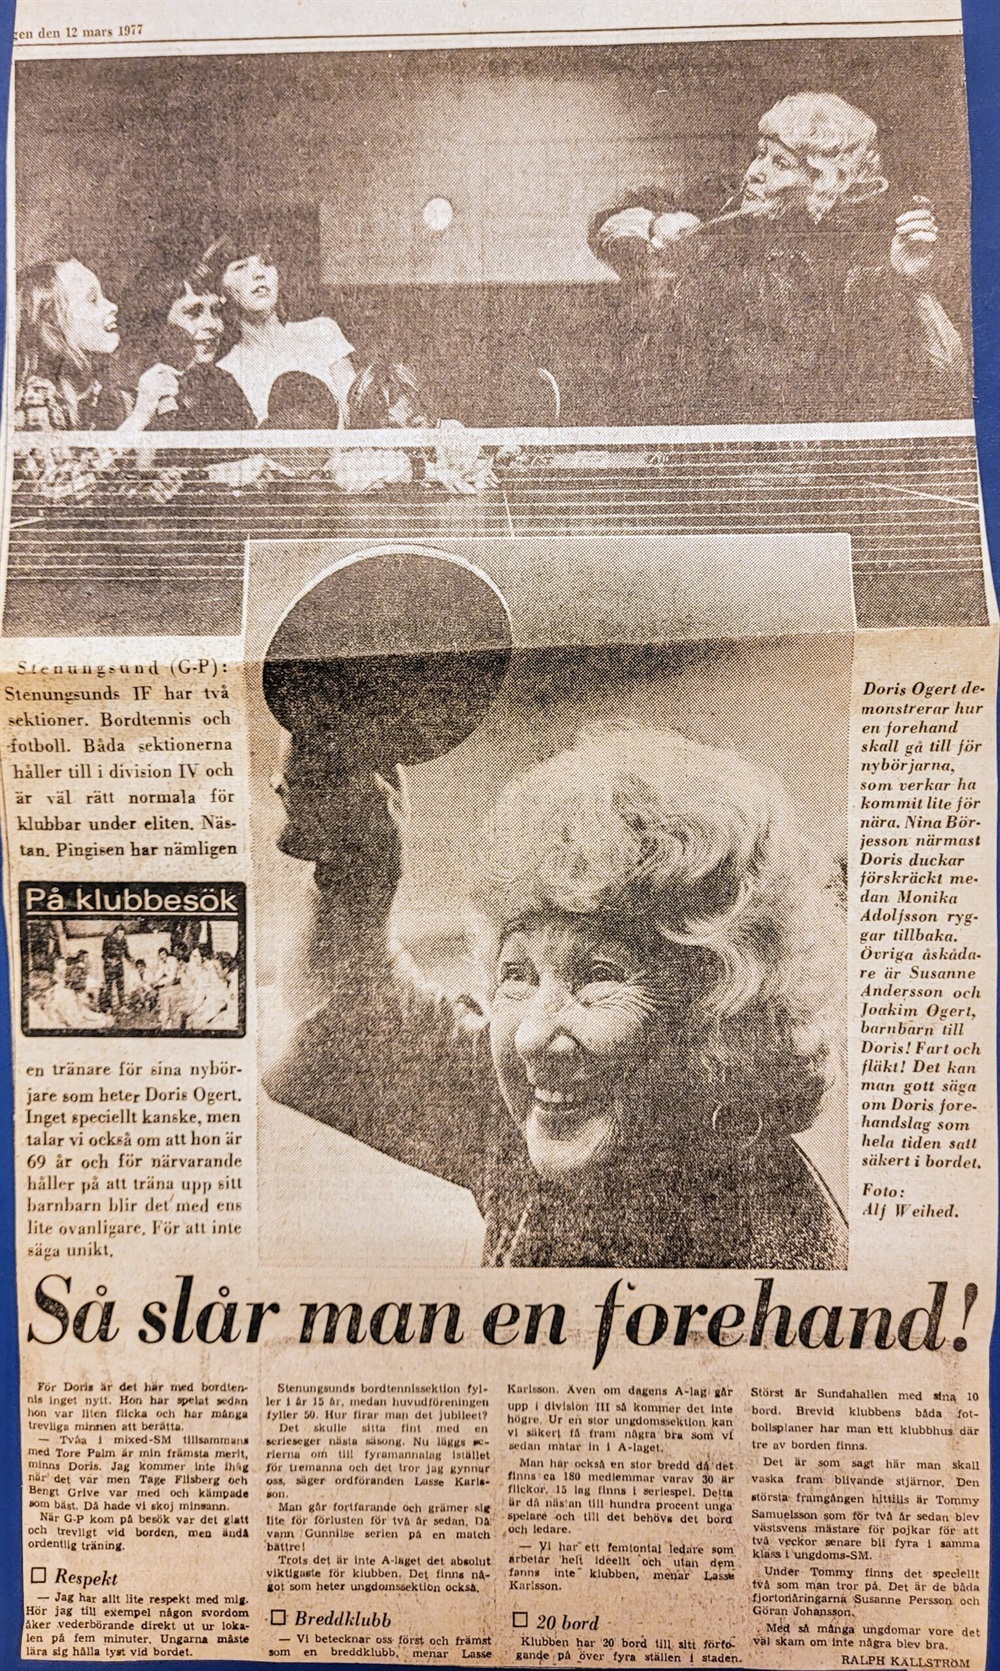 en den 12 mars 1977
Stenungsund (G-P):
Stenungsunds IF har två
sektioner. Bordtennis och
fotboll. Båda sektionerna
håller till i division IV och
är väl rätt normala för
klubbar under eliten. Näs-
tan. Pingisen har nämligen
På klubbesök
en tränare för sina nybör-
jare som heter Doris Ogert.
Inget speciellt kanske, men
talar vi också om att hon är
69 år och för närvarande
håller på att träna upp sitt
barnbarn blir det med ens
lite ovanligare. För att inte
säga unikt.
Doris Ogert de-
monstrerar hur
en forehand
skall gå till för
nybörjarna,
som verkar ha
kommit lite för
nära. Nina Bör-
jesson närmast
Doris duckar
förskräckt me-
dan Monika
Adolfsson ryg-
gar tillbaka.
Övriga åskåda-
re är Susanne
Andersson och
Joakim Ogert,
barnbarn till
Doris! Fart och
fläkt! Det kan
man gott säga
om Doris fore-
handslag som
hela tiden satt
säkert i bordet.
Foto:
Alf Weihed.
Så slår man en forehand!
För Doris är det här med bordten-
nis inget nytt. Hon har spelat sedan
hon var liten flicka och har många
trevliga minnen att berätta.
— Tvåa i mixed-SM tillsammans
med Tore Palm är min främsta merit,
minns Doris. Jag kommer inte ihåg
när det var men Tage Flisberg och
Bengt Grive var med och kämpade
som bäst. Då hade vi skoj minsann.
När G-P kom på besök var det glatt
och trevligt vid borden, men ändå
ordentlig träning.
Respekt
— Jag har allt lite respekt med mig.
Hör jag till exempel någon svordom
åker vederbörande direkt ut ur loka-
len på fem minuter. Ungarna måste
lära sig hålla tyst vid bordet.
Stenungsunds bordtennissektion fyl-
ler i år 15 år, medan huvudföreningen
fyller 50. Hur firar man det jubileet?
Det skulle sitta fint med en
serieseger nästa säsong. Nu läggs se-
rierna om till fyramannalag istället
för tremanna och det tror jag gynnar
oss, säger ordföranden Lasse Karls-
son.
Man går fortfarande och grämer sig
lite för förlusten för två år sedan. Då
vann Gunnilse serien på en match
bättre!
Trots det är inte A-laget det absolut
viktigaste för klubben. Det finns nå-
got som heter ungdomssektion också.
Breddklubb
— Vi betecknar oss först och främst
som en breddklubb, menar Lasse
Karlsson. Även om dagens A-lag går
upp i division III så kommer det inte
högre. Ur en stor ungdomssektion kan
vi säkert få fram några bra som vi
sedan matar in i A-laget.
Man har också en stor bredd då det
finns ca 180 medlemmar varav 30 är
flickor. 15 lag finns i seriespel. Detta
är då nästan till hundra procent unga
spelare och till det behövs det bord
och ledare.
— Vi har ett femtontal ledare som
arbetar helt ideellt och utan dem
fanns inte klubben, menar Lasse
Karlsson.
20 bord
Klubben har 20 bord till sitt förfo-
gande på över fyra ställen i staden.
Störst är Sundahallen med sina 10
bord. Brevid klubbens båda fot-
bollsplaner har man ett klubbhus där
tre av borden finns.
Det är som sagt här man skall
vaska fram blivande stjärnor. Den
största framgången hittills är Tommy
Samuelsson som för två år sedan blev
västsvens mästare för pojkar för att
två veckor senare bli fyra i samma
klass i ungdoms-SM.
Under Tommy finns det speciellt
två som man tror på. Det är de båda
fjortonåringarna Susanne Persson och
Göran Johansson.
Med så många ungdomar vore det
väl skam om inte några blev bra.
RALPH KÄLLSTRÖM